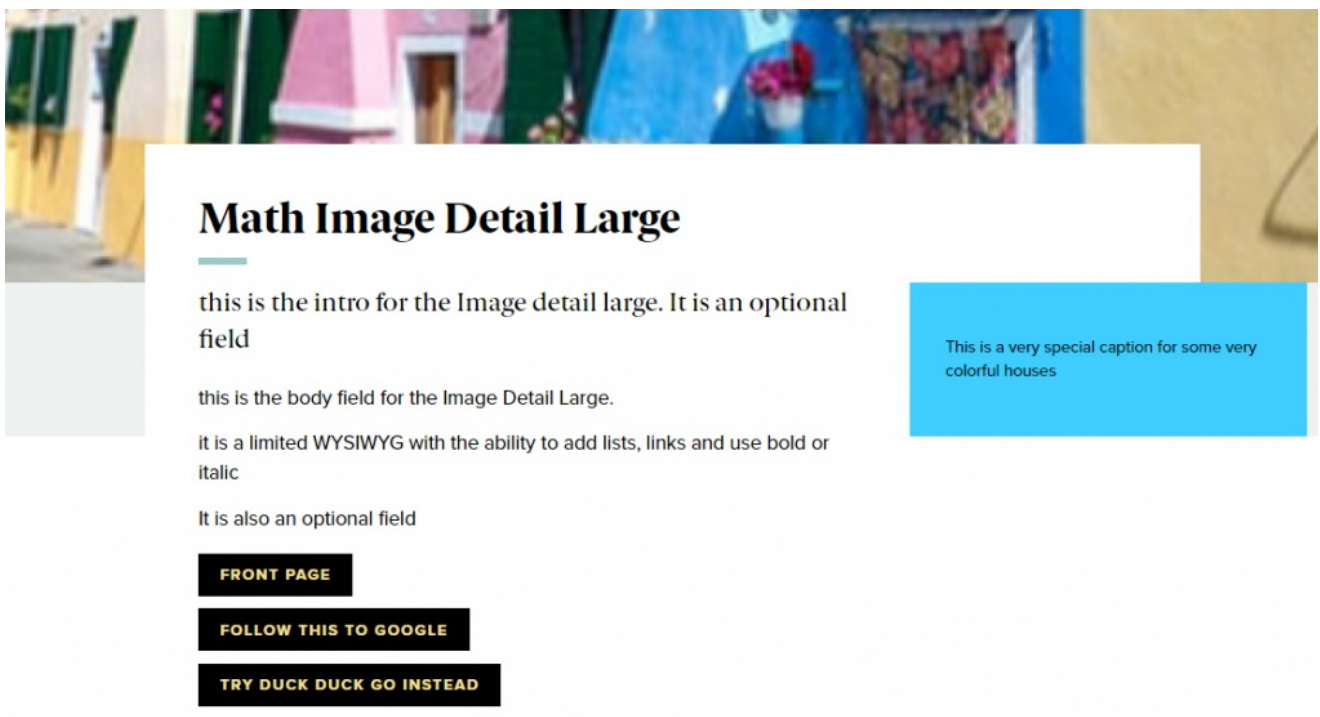 Math Image Detail Large
this is the intro for the Image detail large. It is an optional
field
this is the body field for the Image Detail Large.
it is a limited WYSIWYG with the ability to add lists, links and use bold or
italic
It is also an optional field
FRONT PAGE
FOLLOW THIS TO GOOGLE
TRY DUCK DUCK GO INSTEAD
This is a very special caption for some very
colorful houses